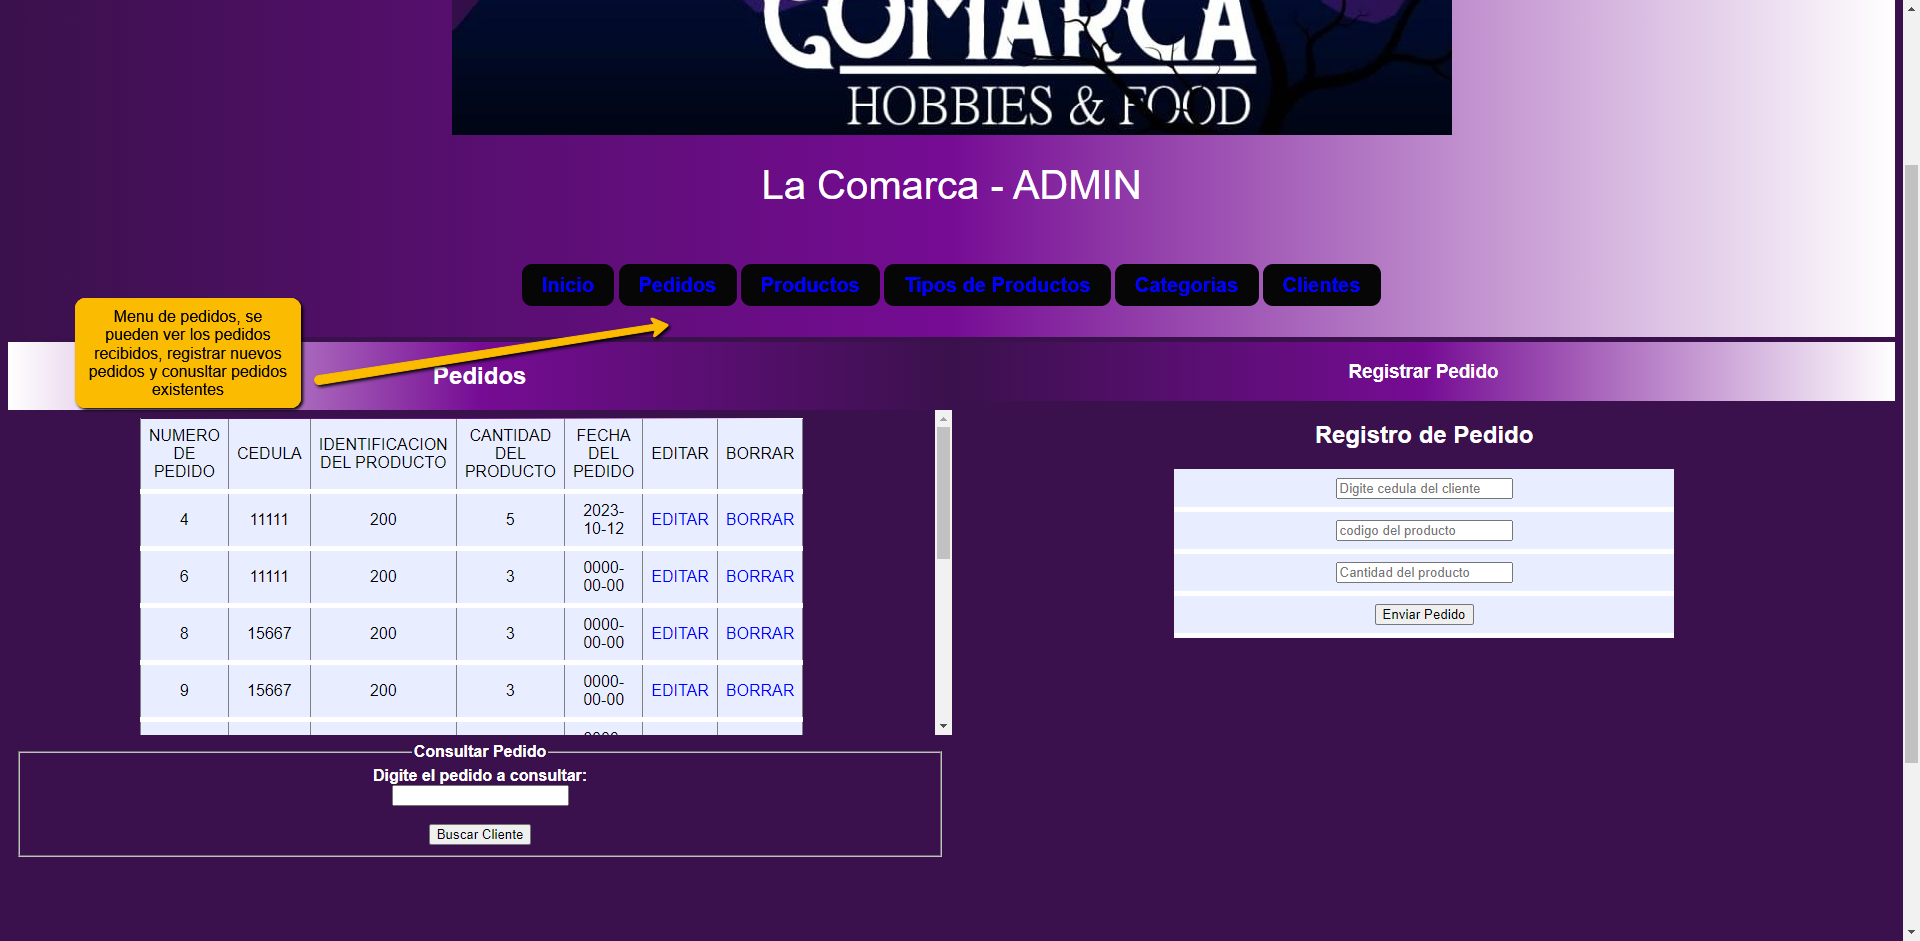 COMARCA
HOBBIES & FOOD
La Comarca - ADMIN
Inicio Pedidos Productos Tipos de Productos Categorias Clientes
Menu de pedidos, se
pueden ver los pedidos
recibidos, registrar nuevos
pedidos y conusltar pedidos
existentes
Pedidos
Registrar Pedido
NUMERO DE PEDIDO CEDULA IDENTIFICACION DEL PRODUCTO CANTIDAD DEL PRODUCTO FECHA DEL PEDIDO EDITAR BORRAR
4 11111 200 5 2023-10-12 EDITAR BORRAR
6 11111 200 3 0000-00-00 EDITAR BORRAR
8 15667 200 3 0000-00-00 EDITAR BORRAR
9 15667 200 3 0000-00-00 EDITAR BORRAR
Consultar Pedido
Digite el pedido a consultar:
Buscar Cliente
Registro de Pedido
Digite cedula del cliente
codigo del producto
Cantidad del producto
Enviar Pedido